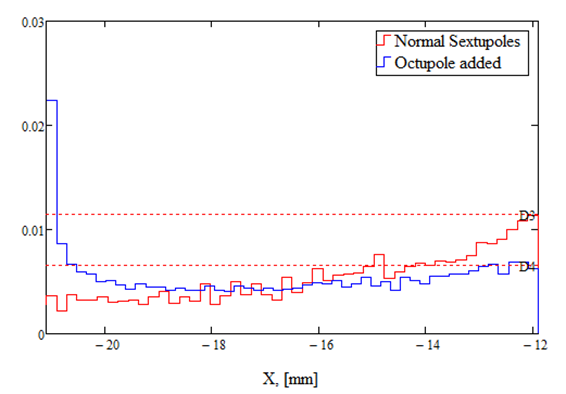 0.03
Normal Sextupoles
Octupole added
0.02
D3
0.01
D4
0
−20 −18 −16 −14 −12
X, [mm]